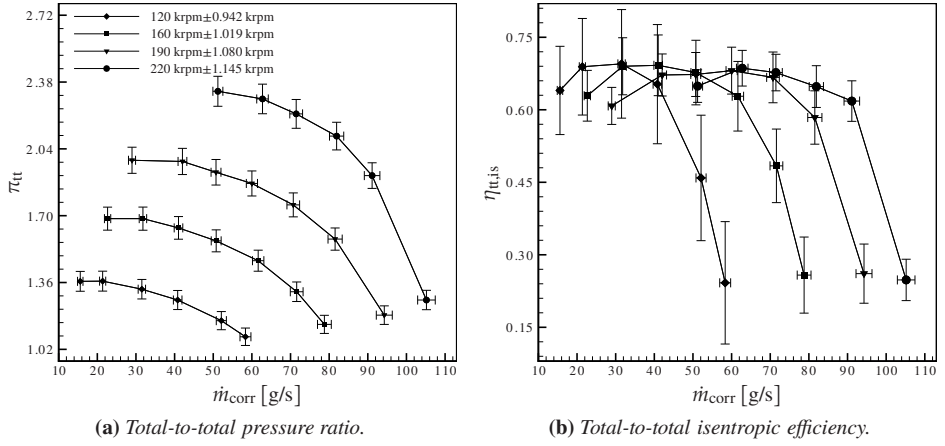 2.72
2.38
2.04
1.70
1.36
1.02
π_tt
120 krpm±0.942 krpm
160 krpm±1.019 krpm
190 krpm±1.080 krpm
220 krpm±1.145 krpm
10 20 30 40 50 60 70 80 90 100 110
ṁ_corr [g/s]
(a) Total-to-total pressure ratio.
0.75
0.60
0.45
0.30
0.15
η_tt,is
10 20 30 40 50 60 70 80 90 100 110
ṁ_corr [g/s]
(b) Total-to-total isentropic efficiency.